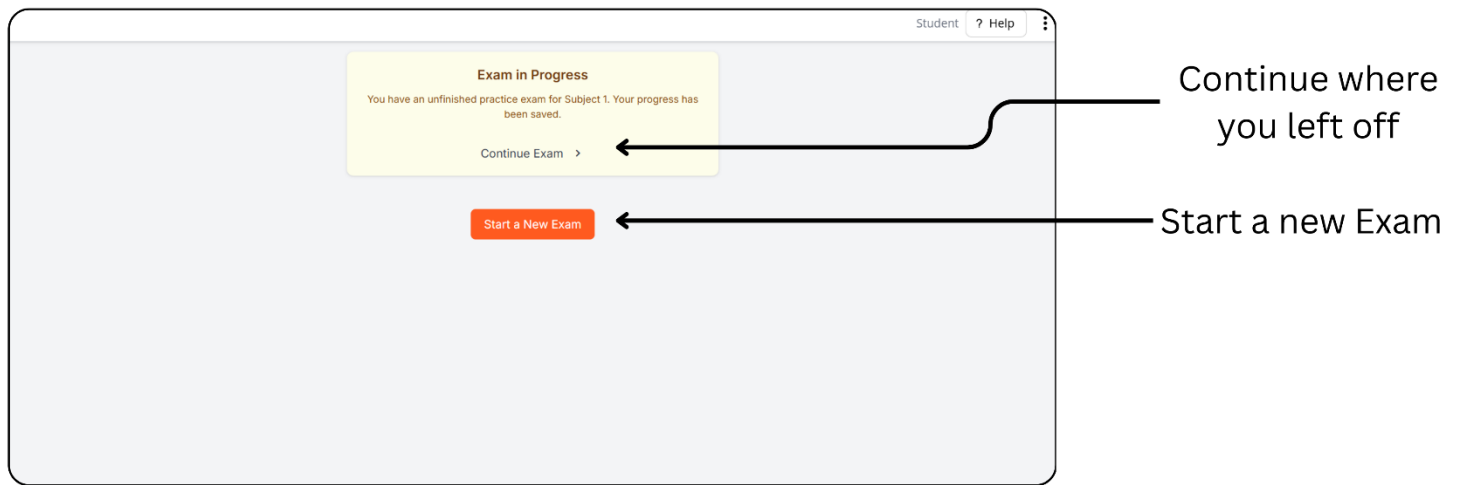 Student ? Help
Exam in Progress
You have an unfinished practice exam for Subject 1. Your progress has
been saved.
Continue Exam >
Start a New Exam
Continue where
you left off
Start a new Exam